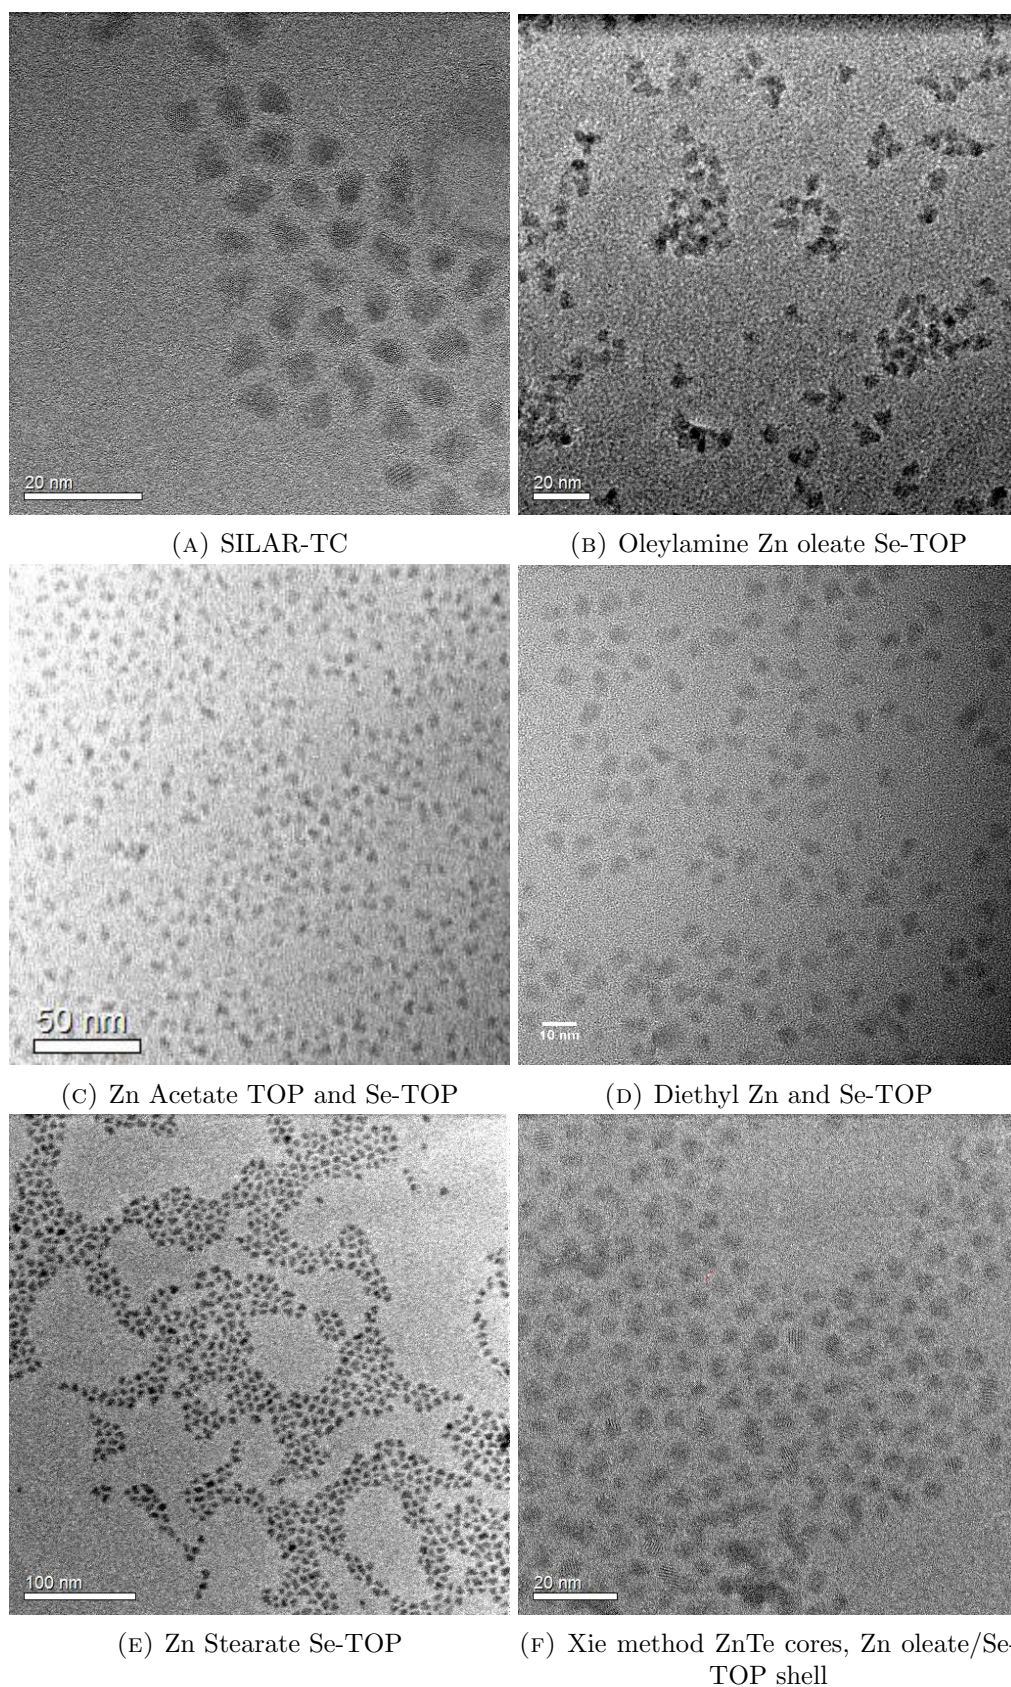 20 nm
20 nm
(A) SILAR-TC
(B) Oleylamine Zn oleate Se-TOP
50 nm
10 nm
(C) Zn Acetate TOP and Se-TOP
(D) Diethyl Zn and Se-TOP
100 nm
20 nm
(E) Zn Stearate Se-TOP
(F) Xie method ZnTe cores, Zn oleate/Se-
TOP shell